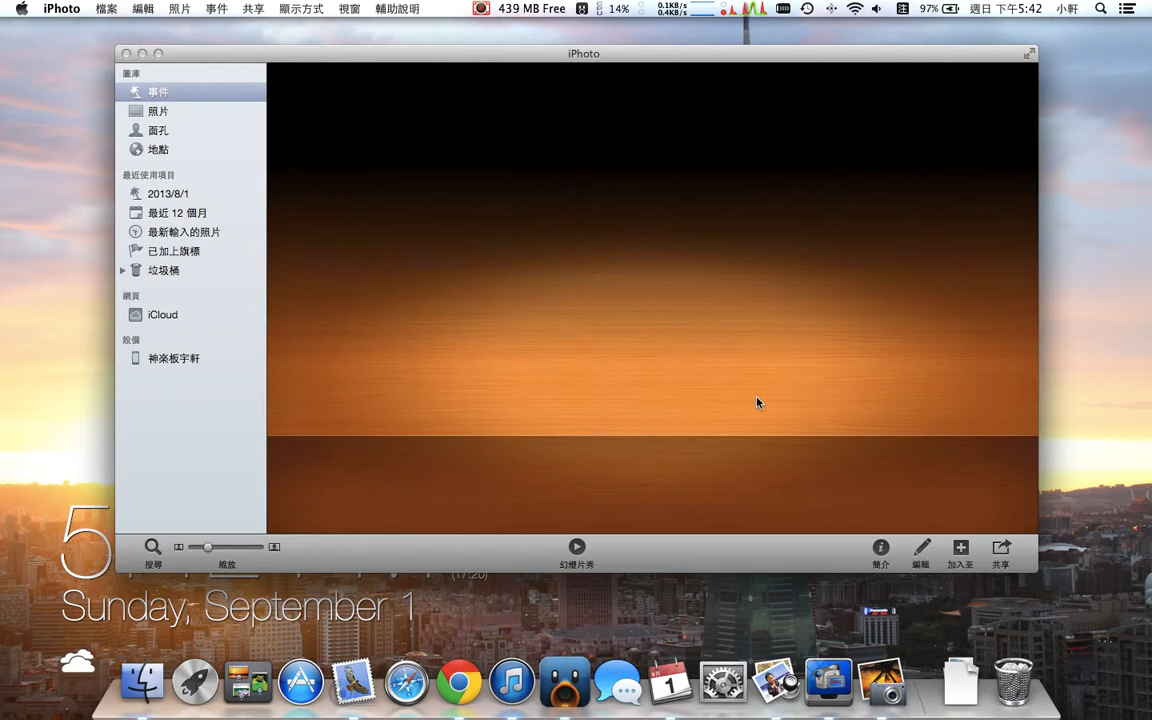 iPhoto 檔案 編輯 照片 事件 共享 顯示方式 視窗 輔助說明 439 MB Free 14% 0.1KB/s 0.4KB/s 97% 週日 下午5:42 小軒
iPhoto
圖庫
事件
照片
面孔
地點
最近使用項目
2013/8/1
最近 12 個月
最新輸入的照片
已加上旗標
垃圾桶
網頁
iCloud
設備
神楽板宇軒
搜尋 縮放 幻燈片秀 簡介 編輯 加入至 共享
5
(17:20)
Sunday, September 1
1